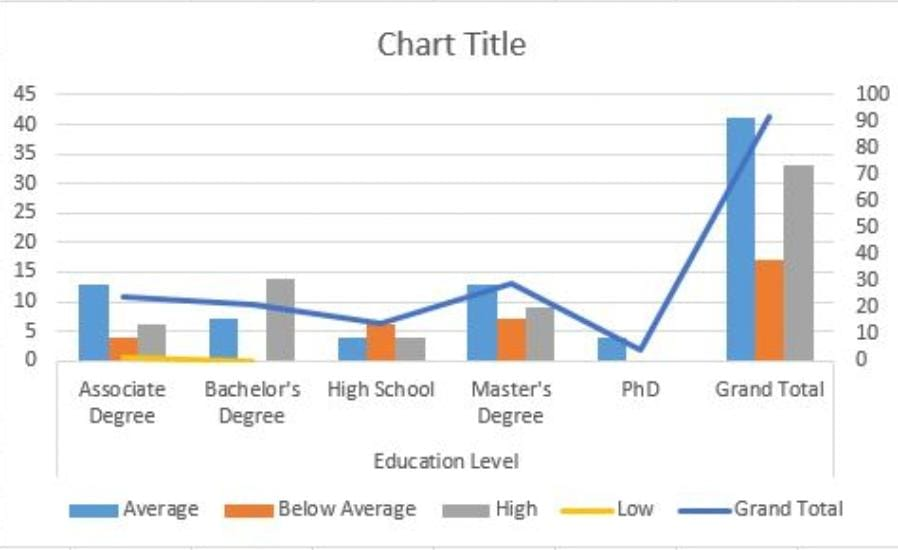 Chart Title
45
40
35
30
25
20
15
10
5
0
100
90
80
70
60
50
40
30
20
10
0
Associate
Degree
Bachelor's
Degree
High School
Master's
Degree
PhD
Grand Total
Education Level
Average
Below Average
High
Low
Grand Total